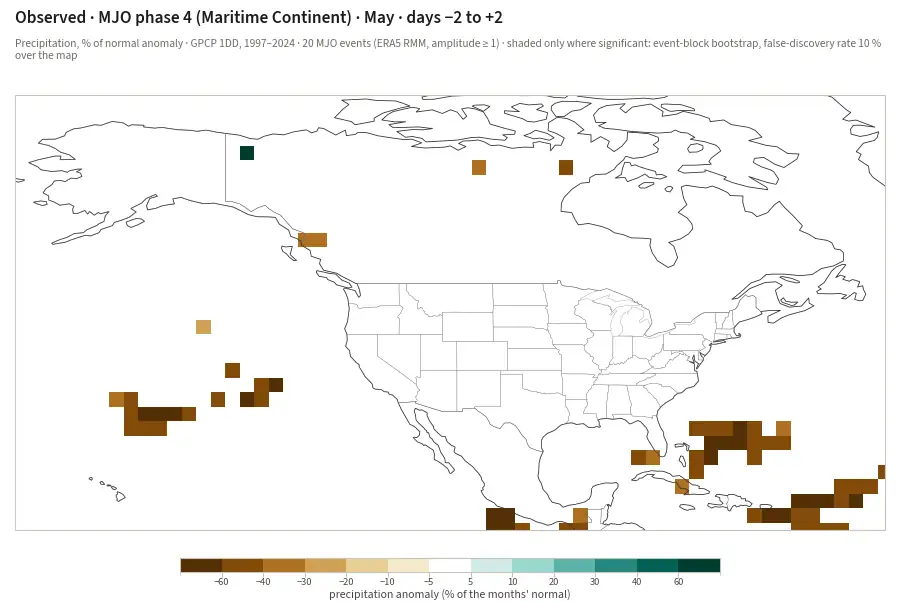 Observed · MJO phase 4 (Maritime Continent) · May · days −2 to +2
Precipitation, % of normal anomaly · GPCP 1DD, 1997–2024 · 20 MJO events (ERA5 RMM, amplitude ≥ 1) · shaded only where significant: event-block bootstrap, false-discovery rate 10 %
over the map
−60 −40 −30 −20 −10 −5 5 10 20 30 40 60
precipitation anomaly (% of the months' normal)